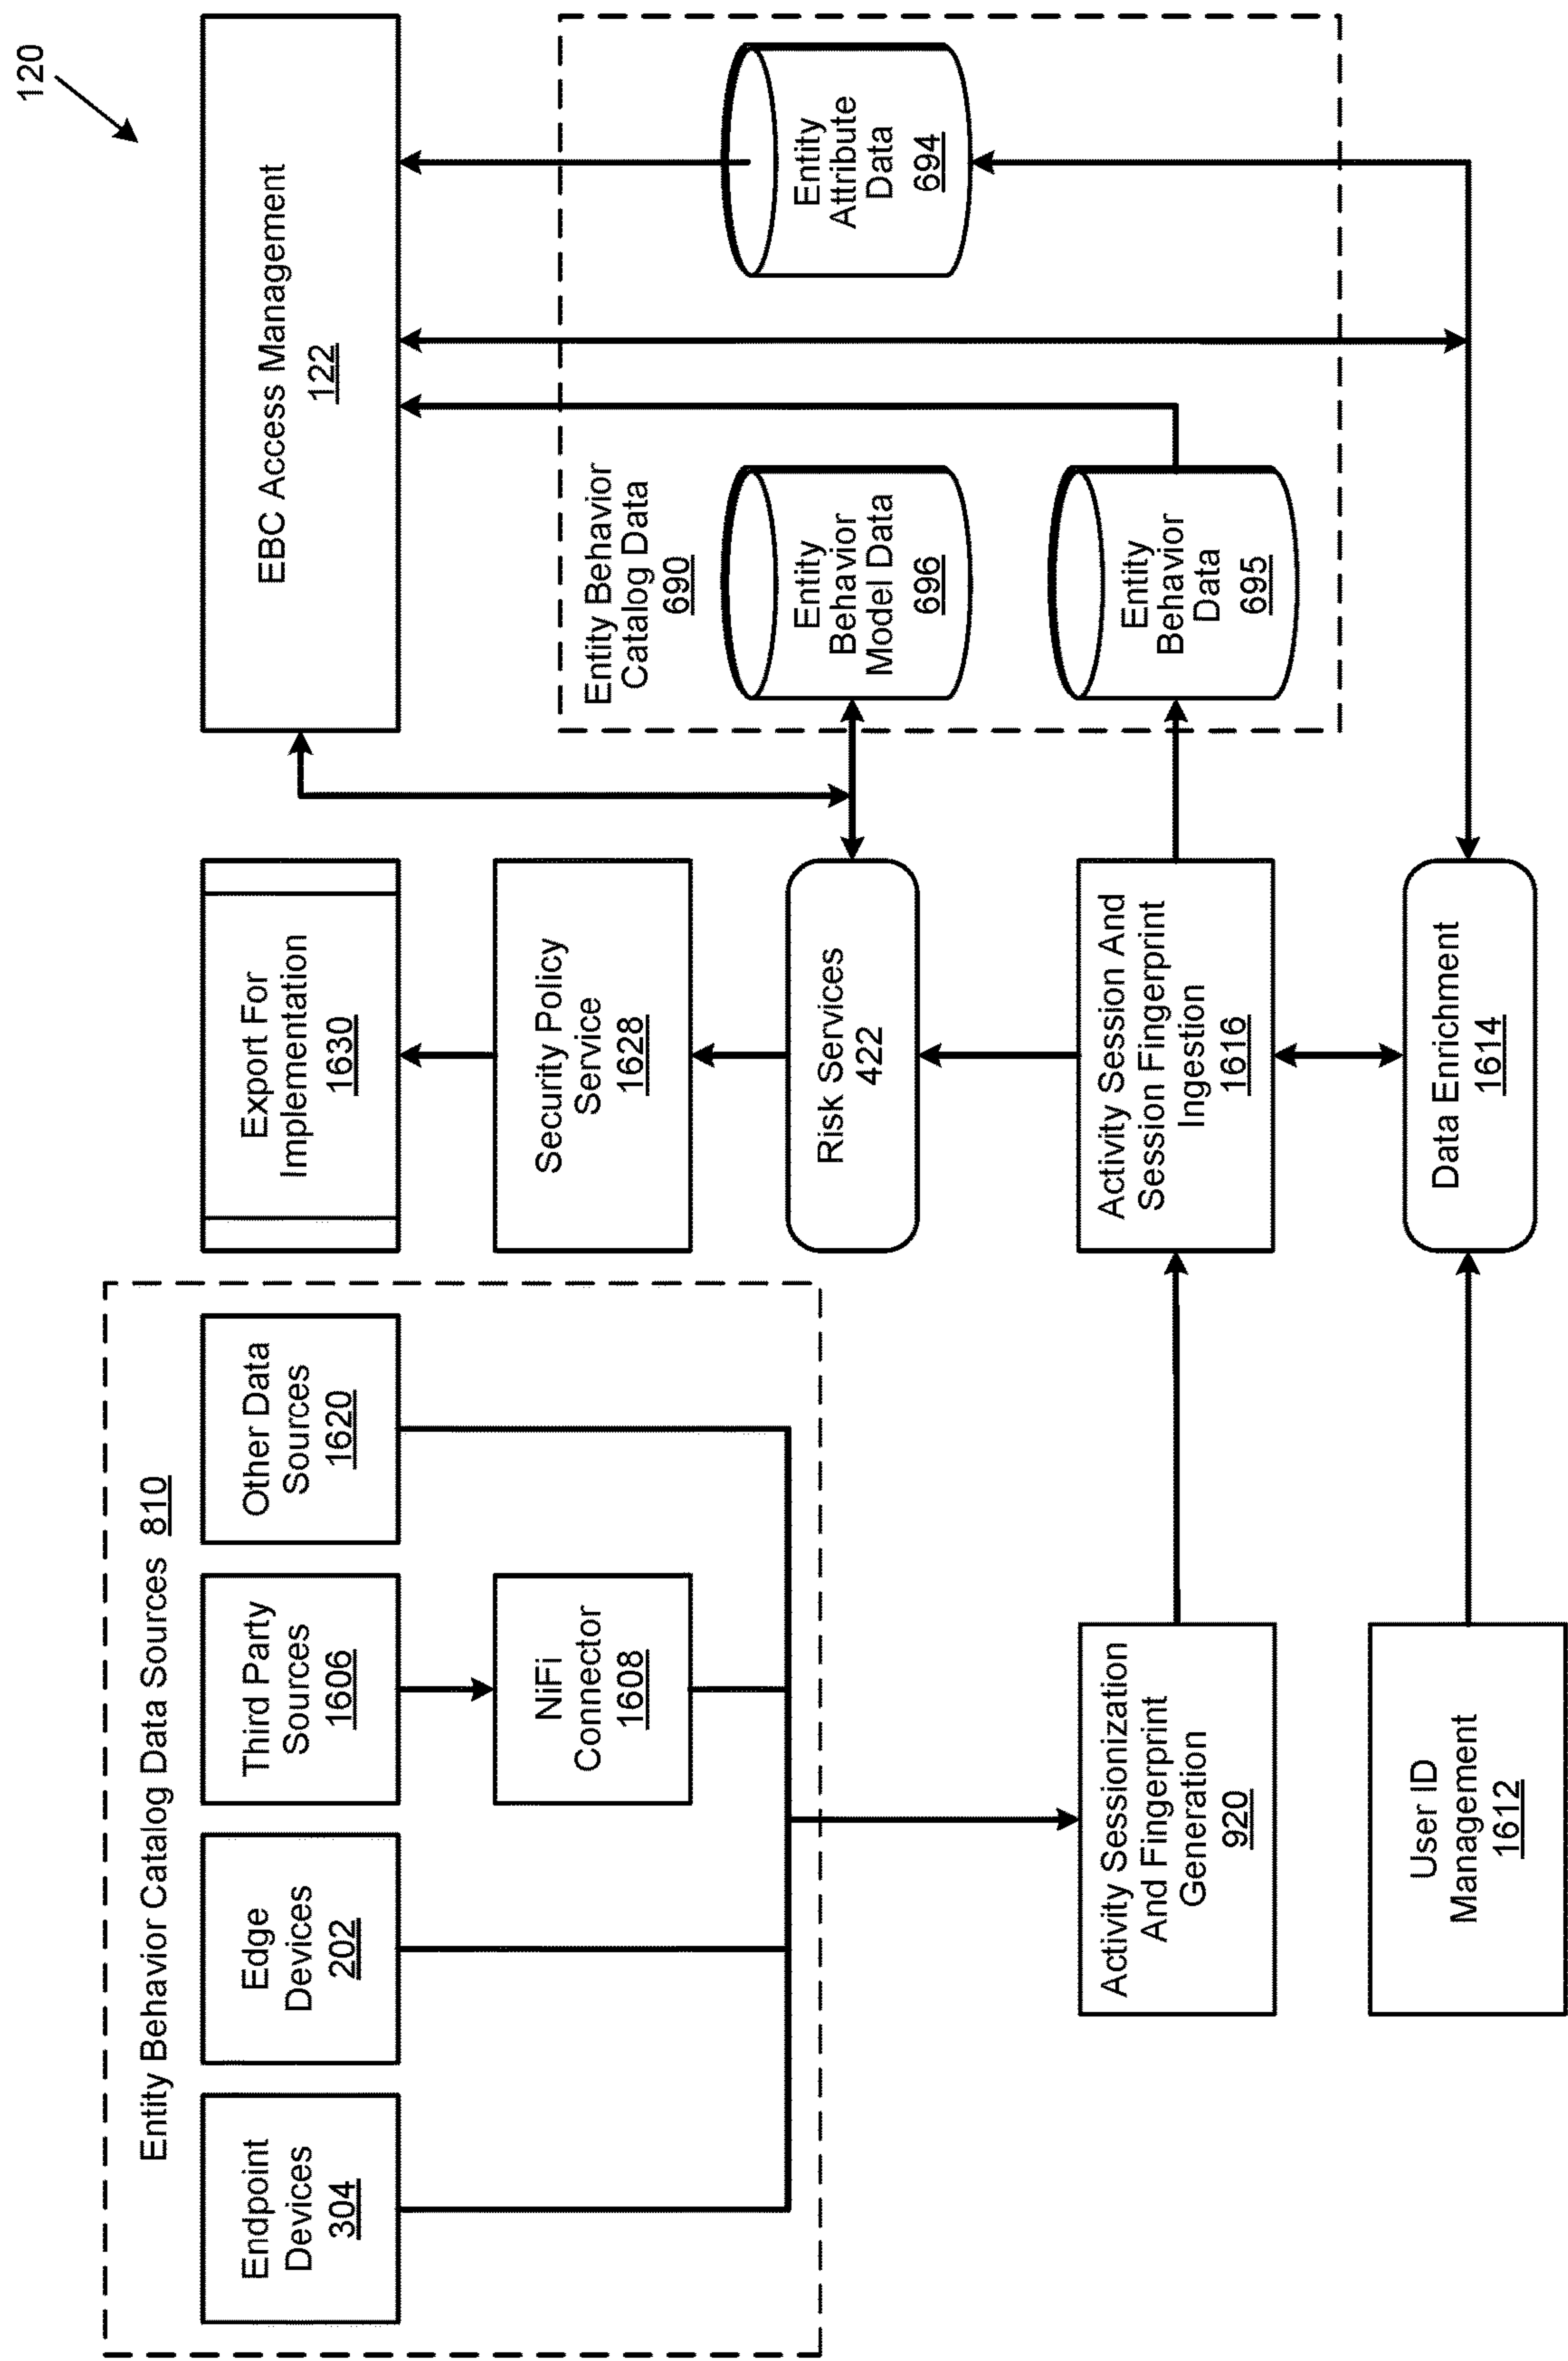 120
Entity Behavior Catalog Data Sources 810
Endpoint
Devices
304
Edge
Devices
202
Third Party
Sources
1606
Other Data
Sources
1620
NiFi
Connector
1608
Export For
Implementation
1630
Security Policy
Service
1628
Risk Services
422
EBC Access Management
122
Entity Behavior
Catalog Data
690
Entity
Behavior
Model Data
696
Entity
Attribute
Data
694
Entity
Behavior
Data
695
Activity Sessionization
And Fingerprint
Generation
920
Activity Session And
Session Fingerprint
Ingestion
1616
User ID
Management
1612
Data Enrichment
1614